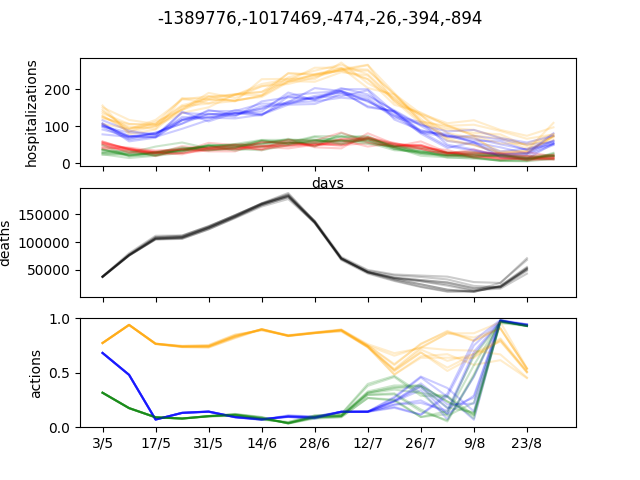 -1389776,-1017469,-474,-26,-394,-894
hospitalizations
200
100
0
days
deaths
150000
100000
50000
actions
1.0
0.5
0.0
3/5 17/5 31/5 14/6 28/6 12/7 26/7 9/8 23/8